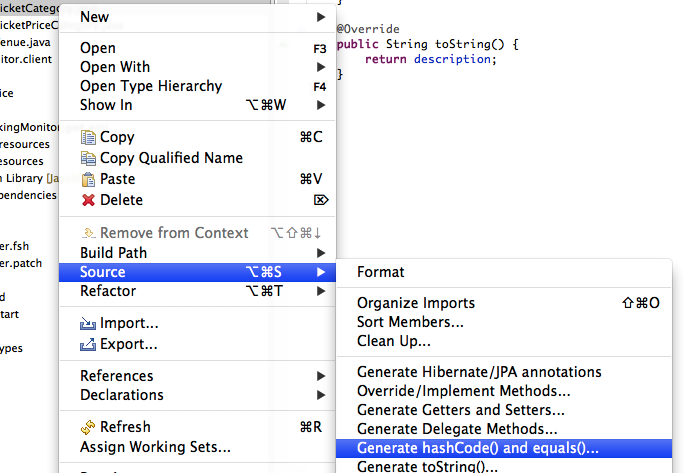 icketCatego
icketPriceC
enue.java
itor.client
ice
kingMonitor
resources
esources
n Library [Ja
ependencies
er.fsh
er.patch
d
tart
ypes
New
Open F3
Open With
Open Type Hierarchy F4
Show In ⌥⌘W
Copy ⌘C
Copy Qualified Name
Paste ⌘V
Delete ⌦
Remove from Context ⌥⇧⌘↓
Build Path
Source ⌥⌘S
Refactor ⌥⌘T
Import...
Export...
References
Declarations
Refresh ⌘R
Assign Working Sets...
}
@Override
public String toString() {
return description;
}
Format
Organize Imports ⇧⌘O
Sort Members...
Clean Up...
Generate Hibernate/JPA annotations
Override/Implement Methods...
Generate Getters and Setters...
Generate Delegate Methods...
Generate hashCode() and equals()...
Generate toString()...